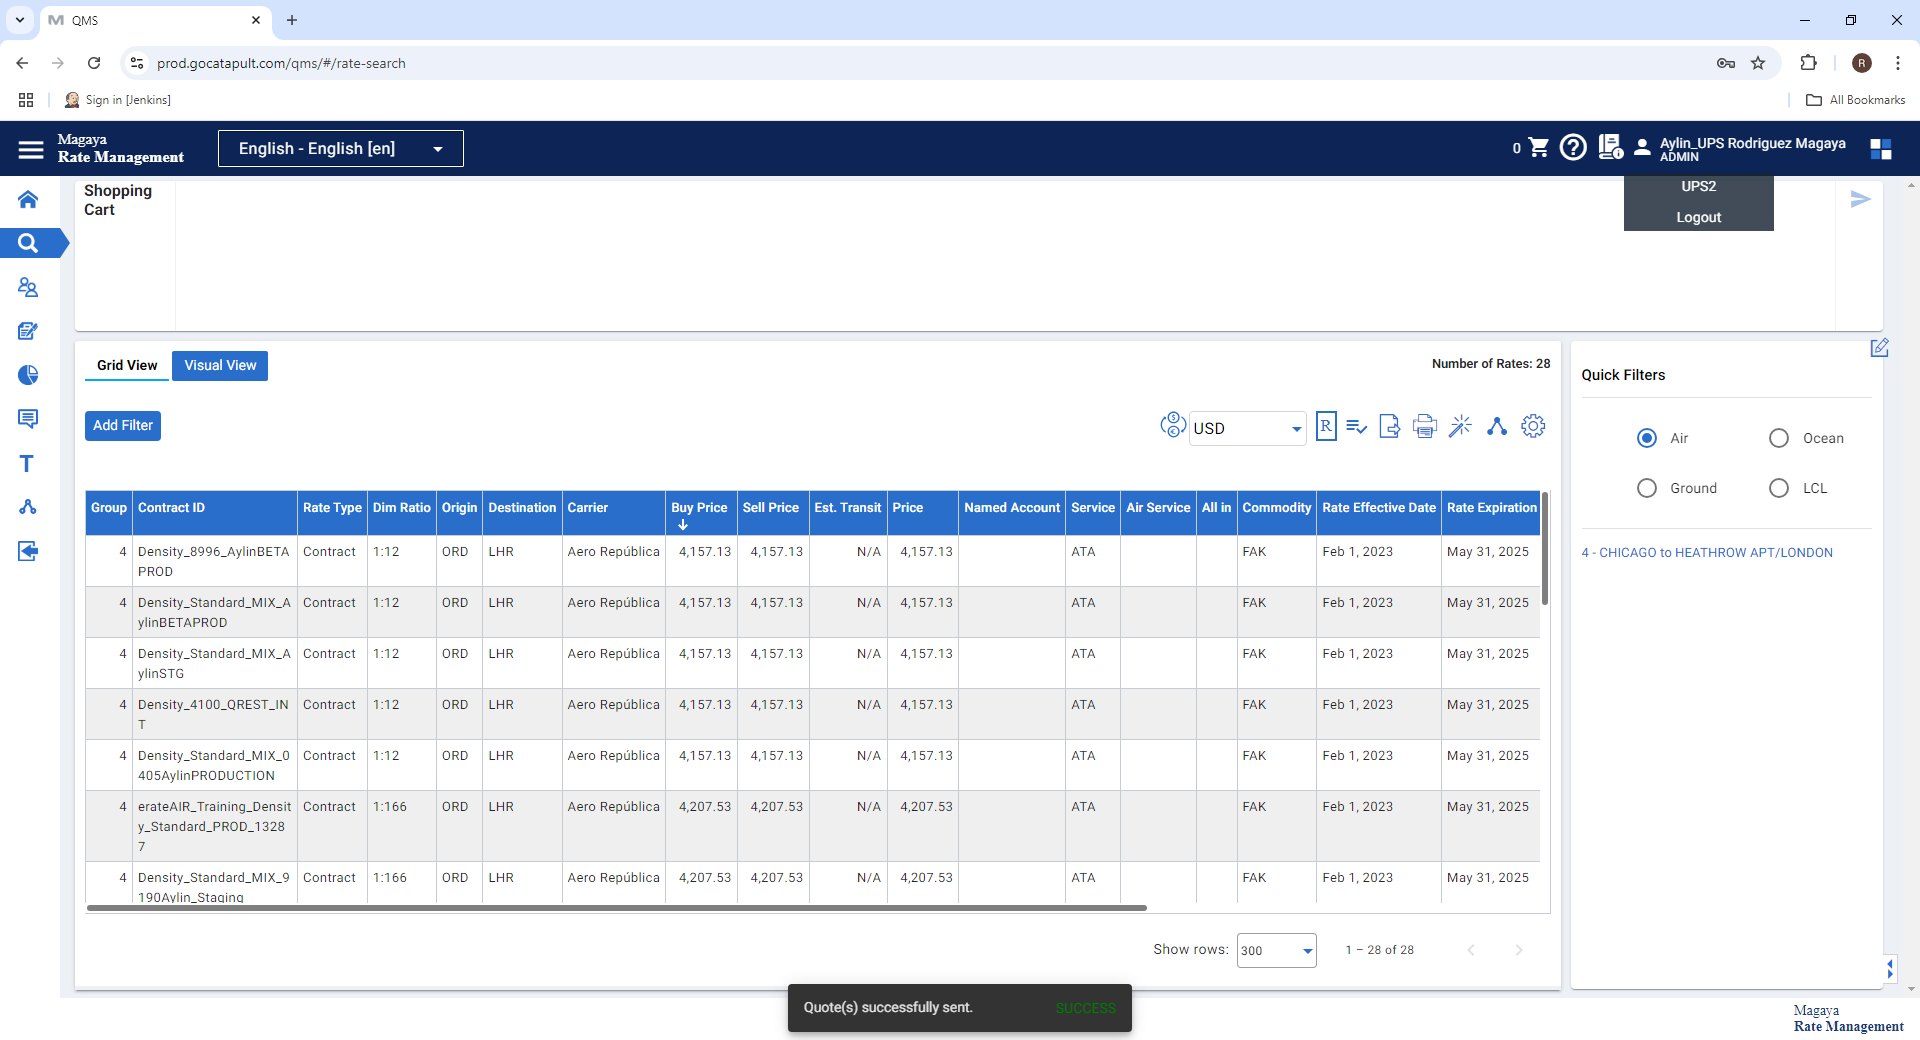 QMS
prod.gocatapult.com/qms/#/rate-search
R
Sign in [Jenkins]
All Bookmarks
Magaya
Rate Management
English - English [en]
0
Aylin_UPS Rodriguez Magaya
ADMIN
UPS2
Logout
Shopping
Cart
Grid View
Visual View
Number of Rates: 28
Quick Filters
Add Filter
USD
R
Air
Ocean
Ground
LCL
4 - CHICAGO to HEATHROW APT/LONDON
Group Contract ID Rate Type Dim Ratio Origin Destination Carrier Buy Price Sell Price Est. Transit Price Named Account Service Air Service All in Commodity Rate Effective Date Rate Expiration
4 Density_8996_AylinBETA Contract 1:12 ORD LHR Aero República 4,157.13 4,157.13 N/A 4,157.13 ATA FAK Feb 1, 2023 May 31, 2025
PROD
4 Density_Standard_MIX_A Contract 1:12 ORD LHR Aero República 4,157.13 4,157.13 N/A 4,157.13 ATA FAK Feb 1, 2023 May 31, 2025
ylinBETAPROD
4 Density_Standard_MIX_A Contract 1:12 ORD LHR Aero República 4,157.13 4,157.13 N/A 4,157.13 ATA FAK Feb 1, 2023 May 31, 2025
ylinSTG
4 Density_4100_QREST_IN Contract 1:12 ORD LHR Aero República 4,157.13 4,157.13 N/A 4,157.13 ATA FAK Feb 1, 2023 May 31, 2025
T
4 Density_Standard_MIX_0 Contract 1:12 ORD LHR Aero República 4,157.13 4,157.13 N/A 4,157.13 ATA FAK Feb 1, 2023 May 31, 2025
405AylinPRODUCTION
4 erateAIR_Training_Densit Contract 1:166 ORD LHR Aero República 4,207.53 4,207.53 N/A 4,207.53 ATA FAK Feb 1, 2023 May 31, 2025
y_Standard_PROD_1328
7
4 Density_Standard_MIX_9 Contract 1:166 ORD LHR Aero República 4,207.53 4,207.53 N/A 4,207.53 ATA FAK Feb 1, 2023 May 31, 2025
190Aylin_Staging
Show rows: 300 1 – 28 of 28
Quote(s) successfully sent. SUCCESS
Magaya
Rate Management